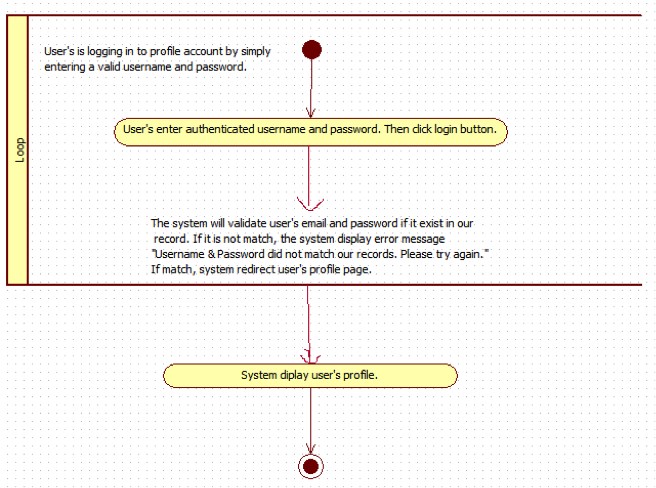 User's is logging in to profile account by simply
entering a valid username and password.
User's enter authenticated username and password. Then click login button.
Loop
The system will validate user's email and password if it exist in our
record. If it is not match, the system display error message
"Username & Password did not match our records. Please try again."
If match, system redirect user's profile page.
System diplay user's profile.